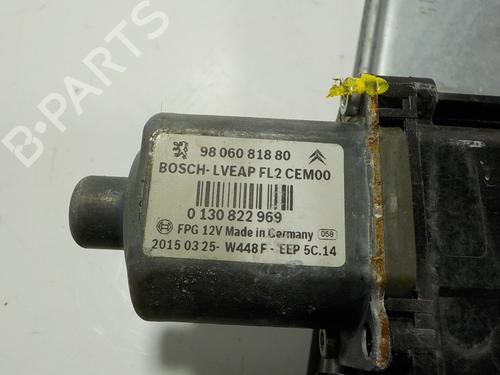 B-PARTS
98 060 818 80
BOSCH-LVEAP FL2 CEM00
0 130 822 969
FPG 12V Made in Germany 058
2015 03 25- W448F - EEP 5C.14